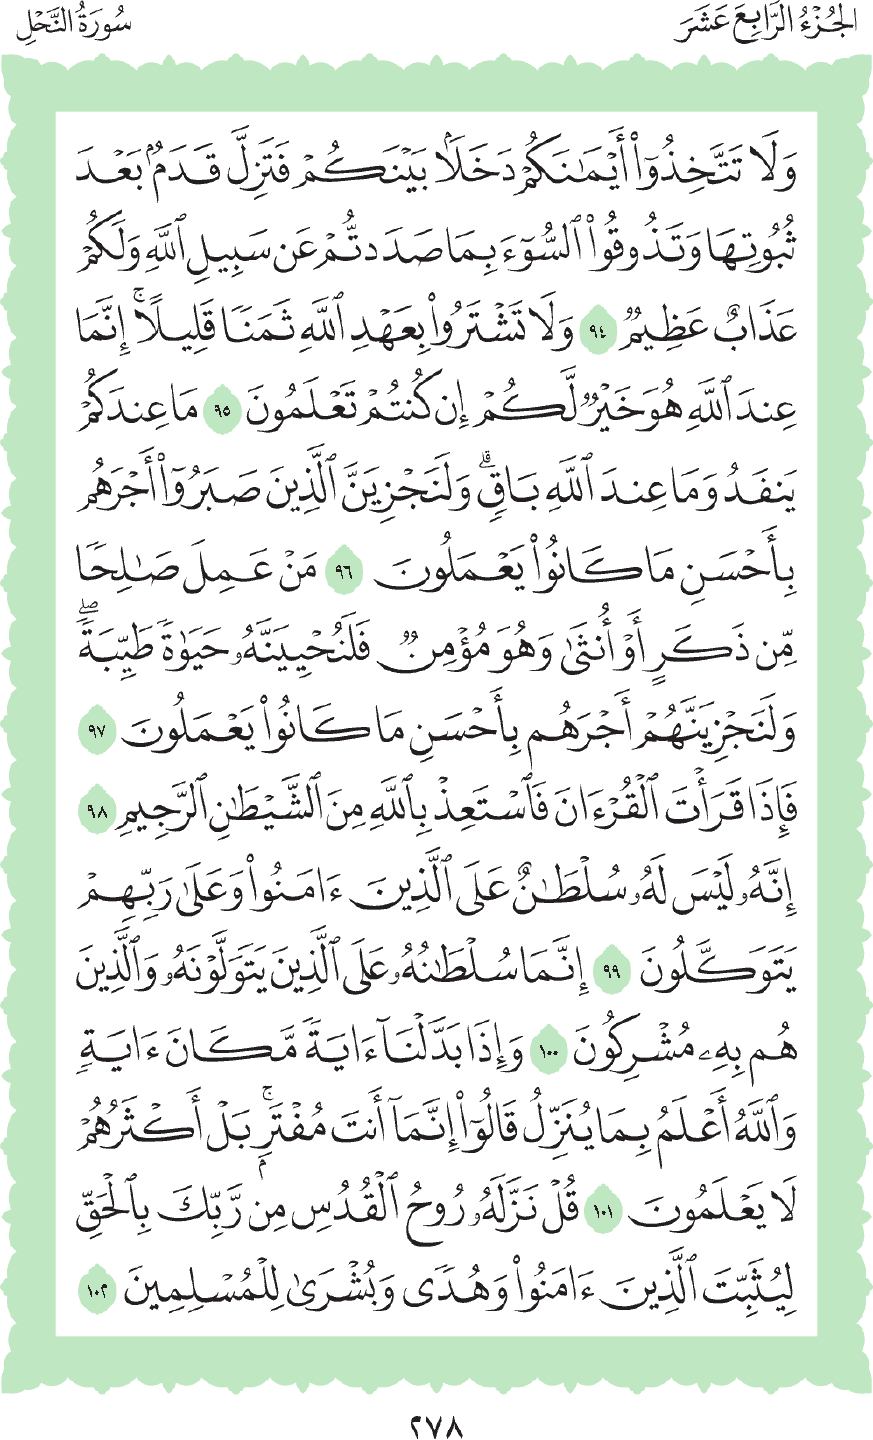 الجُزْءُ الرَّابِعَ عَشَرَ
سُورَةُ النَّحْلِ
وَلَا تَتَّخِذُوٓا۟ أَيْمَٰنَكُمْ دَخَلًۢا بَيْنَكُمْ فَتَزِلَّ قَدَمٌۢ بَعْدَ
ثُبُوتِهَا وَتَذُوقُوا۟ ٱلسُّوٓءَ بِمَا صَدَدتُّمْ عَن سَبِيلِ ٱللَّهِ وَلَكُمْ
عَذَابٌ عَظِيمٌ ٩٤ وَلَا تَشْتَرُوا۟ بِعَهْدِ ٱللَّهِ ثَمَنًا قَلِيلًا ۚ إِنَّمَا
عِندَ ٱللَّهِ هُوَ خَيْرٌ لَّكُمْ إِن كُنتُمْ تَعْلَمُونَ ٩٥ مَا عِندَكُمْ
يَنفَدُ وَمَا عِندَ ٱللَّهِ بَاقٍ ۗ وَلَنَجْزِيَنَّ ٱلَّذِينَ صَبَرُوٓا۟ أَجْرَهُم
بِأَحْسَنِ مَا كَانُوا۟ يَعْمَلُونَ ٩٦ مَنْ عَمِلَ صَٰلِحًا
مِّن ذَكَرٍ أَوْ أُنثَىٰ وَهُوَ مُؤْمِنٌ فَلَنُحْيِيَنَّهُۥ حَيَوٰةً طَيِّبَةً ۖ
وَلَنَجْزِيَنَّهُمْ أَجْرَهُم بِأَحْسَنِ مَا كَانُوا۟ يَعْمَلُونَ ٩٧
فَإِذَا قَرَأْتَ ٱلْقُرْءَانَ فَٱسْتَعِذْ بِٱللَّهِ مِنَ ٱلشَّيْطَٰنِ ٱلرَّجِيمِ ٩٨
إِنَّهُۥ لَيْسَ لَهُۥ سُلْطَٰنٌ عَلَى ٱلَّذِينَ ءَامَنُوا۟ وَعَلَىٰ رَبِّهِمْ
يَتَوَكَّلُونَ ٩٩ إِنَّمَا سُلْطَٰنُهُۥ عَلَى ٱلَّذِينَ يَتَوَلَّوْنَهُۥ وَٱلَّذِينَ
هُم بِهِۦ مُشْرِكُونَ ١٠٠ وَإِذَا بَدَّلْنَآ ءَايَةً مَّكَانَ ءَايَةٍ
وَٱللَّهُ أَعْلَمُ بِمَا يُنَزِّلُ قَالُوٓا۟ إِنَّمَآ أَنتَ مُفْتَرٍۭ ۚ بَلْ أَكْثَرُهُمْ
لَا يَعْلَمُونَ ١٠١ قُلْ نَزَّلَهُۥ رُوحُ ٱلْقُدُسِ مِن رَّبِّكَ بِٱلْحَقِّ
لِيُثَبِّتَ ٱلَّذِينَ ءَامَنُوا۟ وَهُدًى وَبُشْرَىٰ لِلْمُسْلِمِينَ ١٠٢
٢٧٨